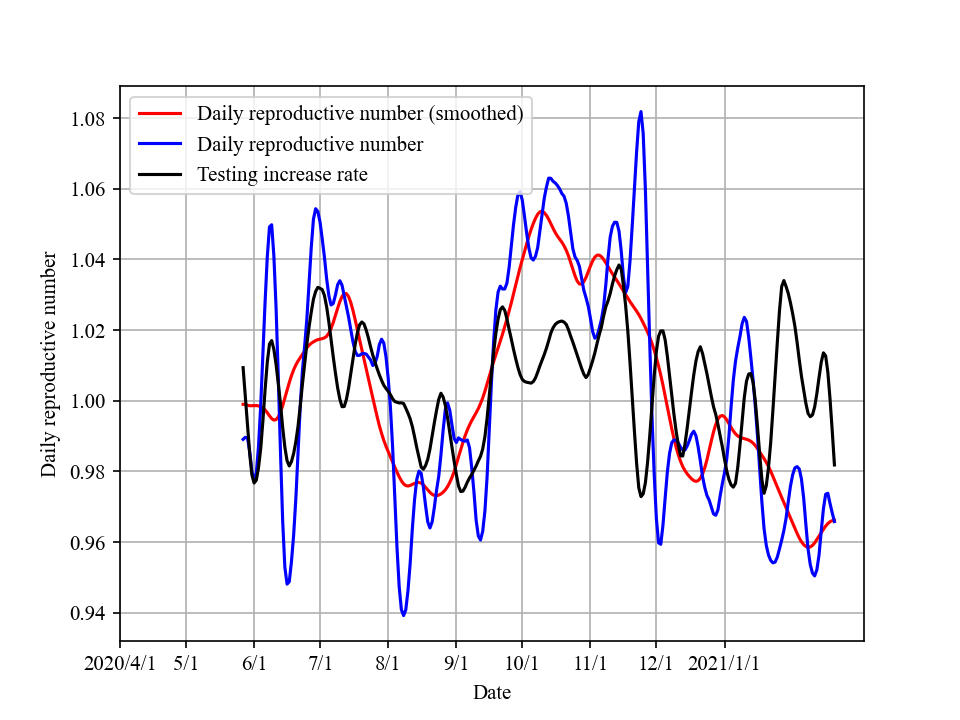 Daily reproductive number (smoothed)
Daily reproductive number
Testing increase rate
Daily reproductive number
1.08
1.06
1.04
1.02
1.00
0.98
0.96
0.94
2020/4/1 5/1 6/1 7/1 8/1 9/1 10/1 11/1 12/1 2021/1/1
Date